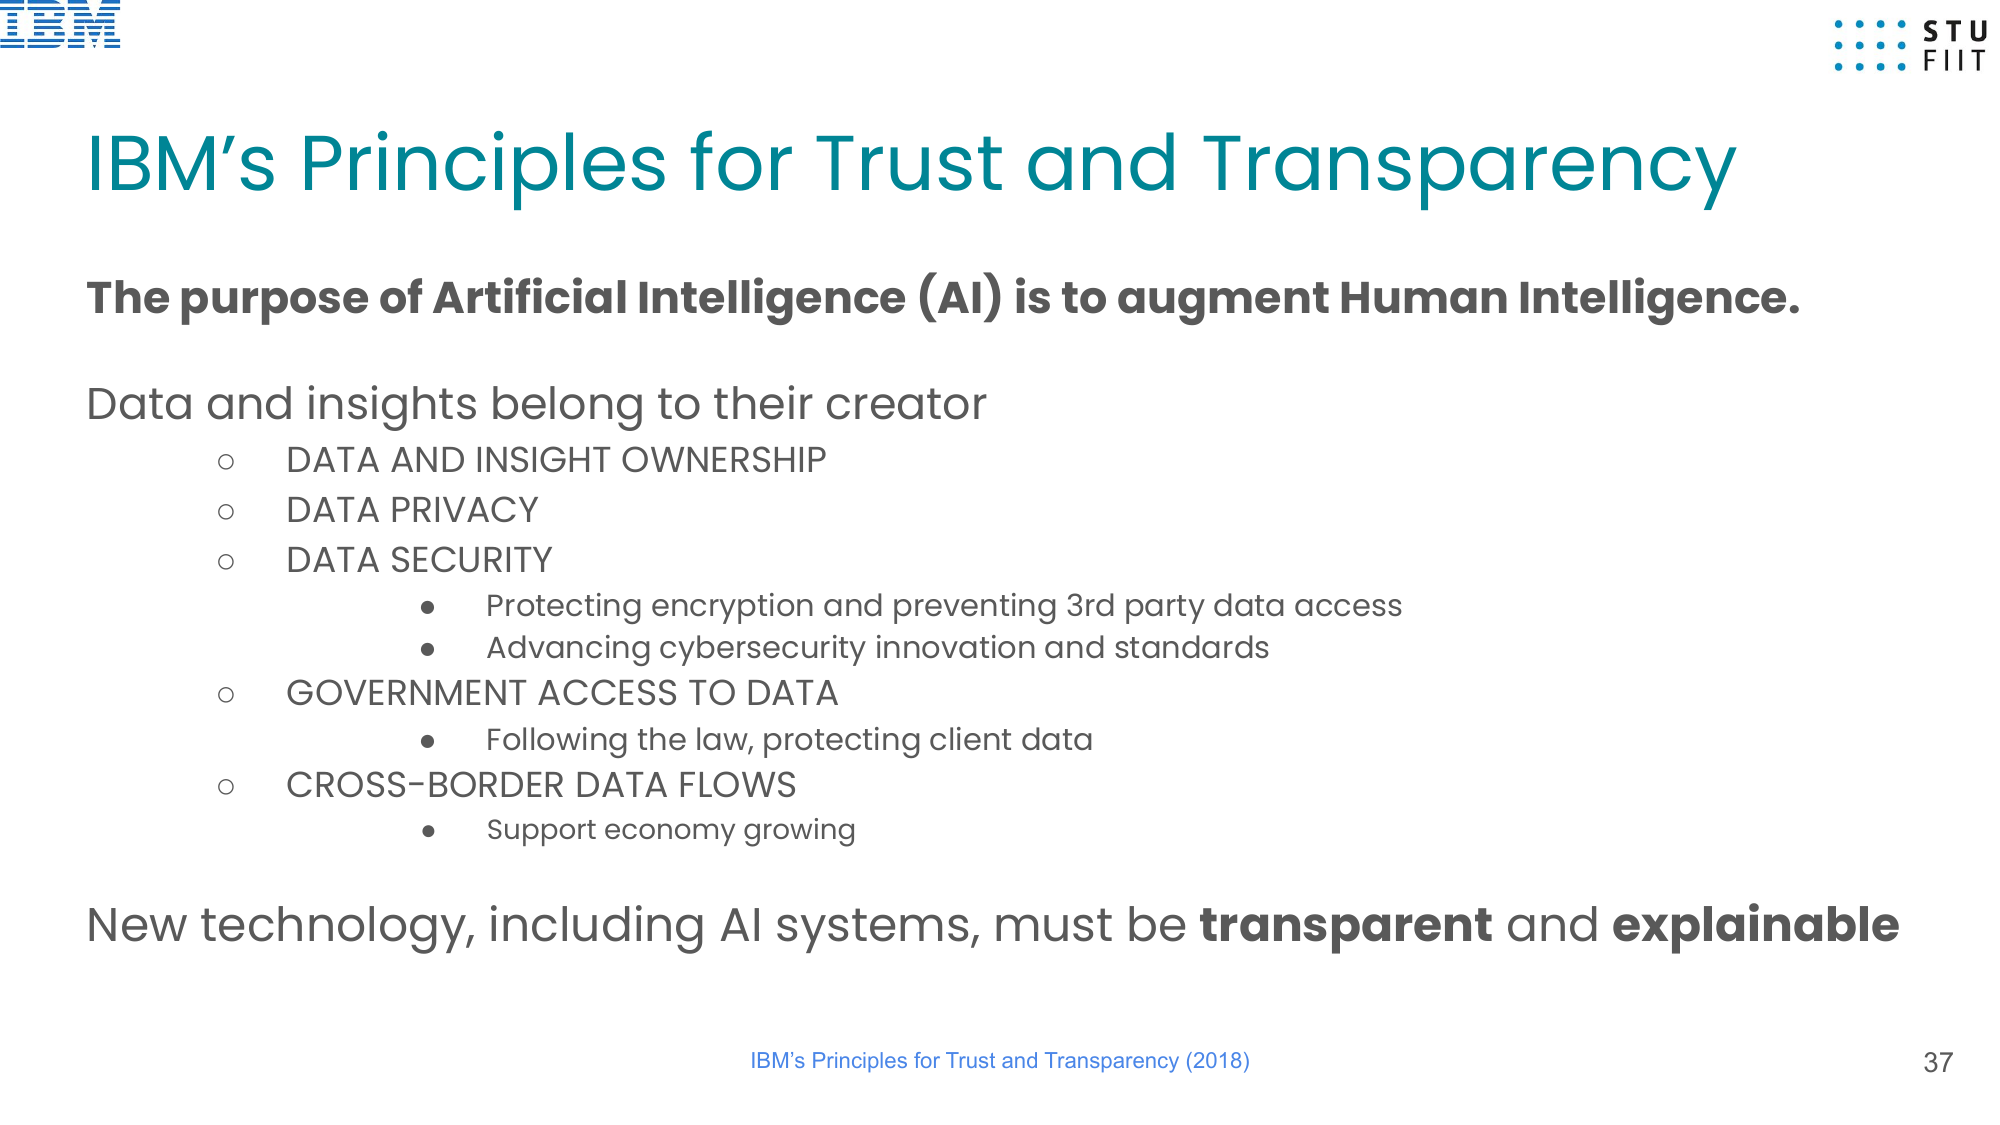 IBM
STU
FIIT
IBM’s Principles for Trust and Transparency
The purpose of Artificial Intelligence (AI) is to augment Human Intelligence.
Data and insights belong to their creator
○ DATA AND INSIGHT OWNERSHIP
○ DATA PRIVACY
○ DATA SECURITY
● Protecting encryption and preventing 3rd party data access
● Advancing cybersecurity innovation and standards
○ GOVERNMENT ACCESS TO DATA
● Following the law, protecting client data
○ CROSS-BORDER DATA FLOWS
● Support economy growing
New technology, including AI systems, must be transparent and explainable
IBM’s Principles for Trust and Transparency (2018)
37